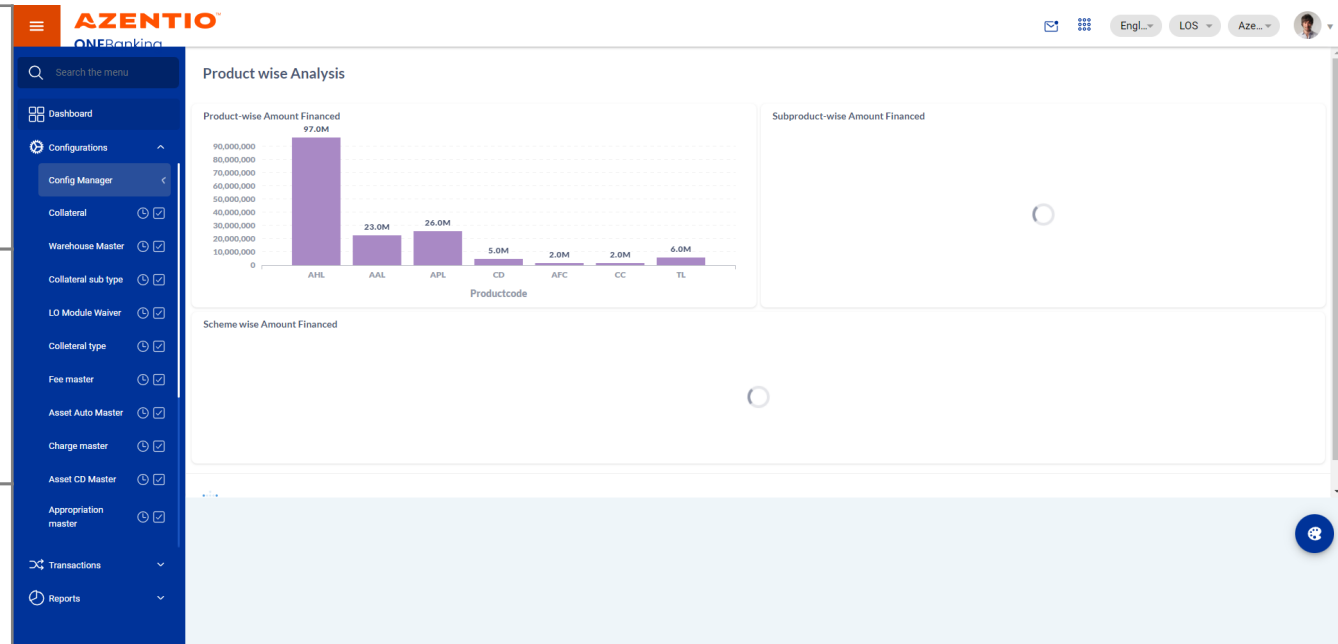 AZENTIO
ONEBanking
Engl...
LOS
Aze...
Search the menu
Dashboard
Configurations
Config Manager
Collateral
Warehouse Master
Collateral sub type
LO Module Waiver
Colleteral type
Fee master
Asset Auto Master
Charge master
Asset CD Master
Appropriation
master
Transactions
Reports
Product wise Analysis
Product-wise Amount Financed
97.0M
90,000,000
80,000,000
70,000,000
60,000,000
50,000,000
40,000,000
30,000,000
20,000,000
10,000,000
0
23.0M
26.0M
5.0M
2.0M
2.0M
6.0M
AHL
AAL
APL
CD
AFC
CC
TL
Productcode
Subproduct-wise Amount Financed
Scheme wise Amount Financed